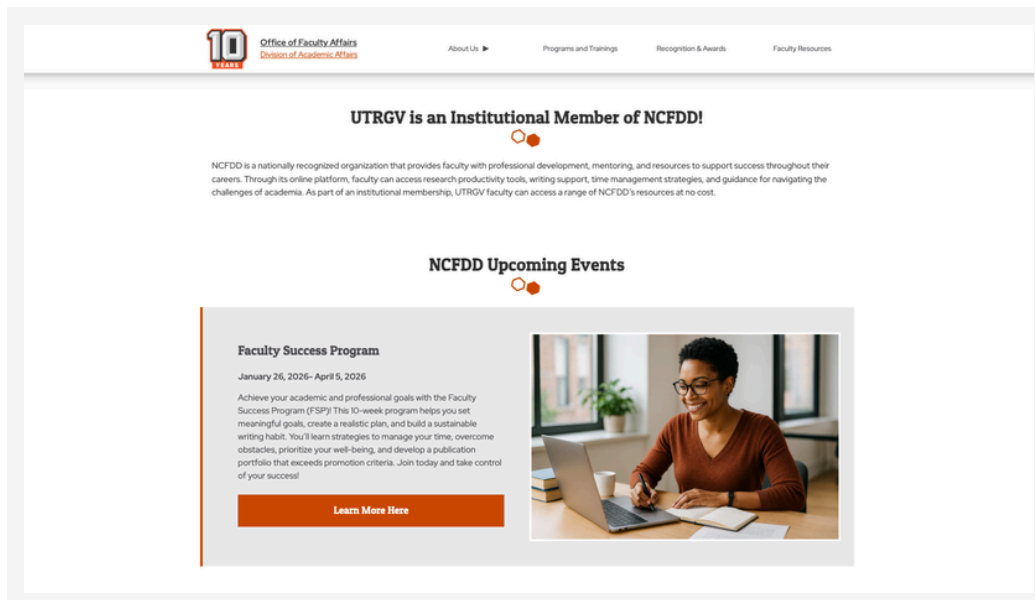 10
YEARS
Office of Faculty Affairs
Division of Academic Affairs
About Us ▶
Programs and Trainings
Recognition & Awards
Faculty Resources
UTRGV is an Institutional Member of NCFDD!
NCFDD is a nationally recognized organization that provides faculty with professional development, mentoring, and resources to support success throughout their
careers. Through its online platform, faculty can access research productivity tools, writing support, time management strategies, and guidance for navigating the
challenges of academia. As part of an institutional membership, UTRGV faculty can access a range of NCFDD's resources at no cost.
NCFDD Upcoming Events
Faculty Success Program
January 26, 2026– April 5, 2026
Achieve your academic and professional goals with the Faculty
Success Program (FSP)! This 10-week program helps you set
meaningful goals, create a realistic plan, and build a sustainable
writing habit. You'll learn strategies to manage your time, overcome
obstacles, prioritize your well-being, and develop a publication
portfolio that exceeds promotion criteria. Join today and take control
of your success!
Learn More Here